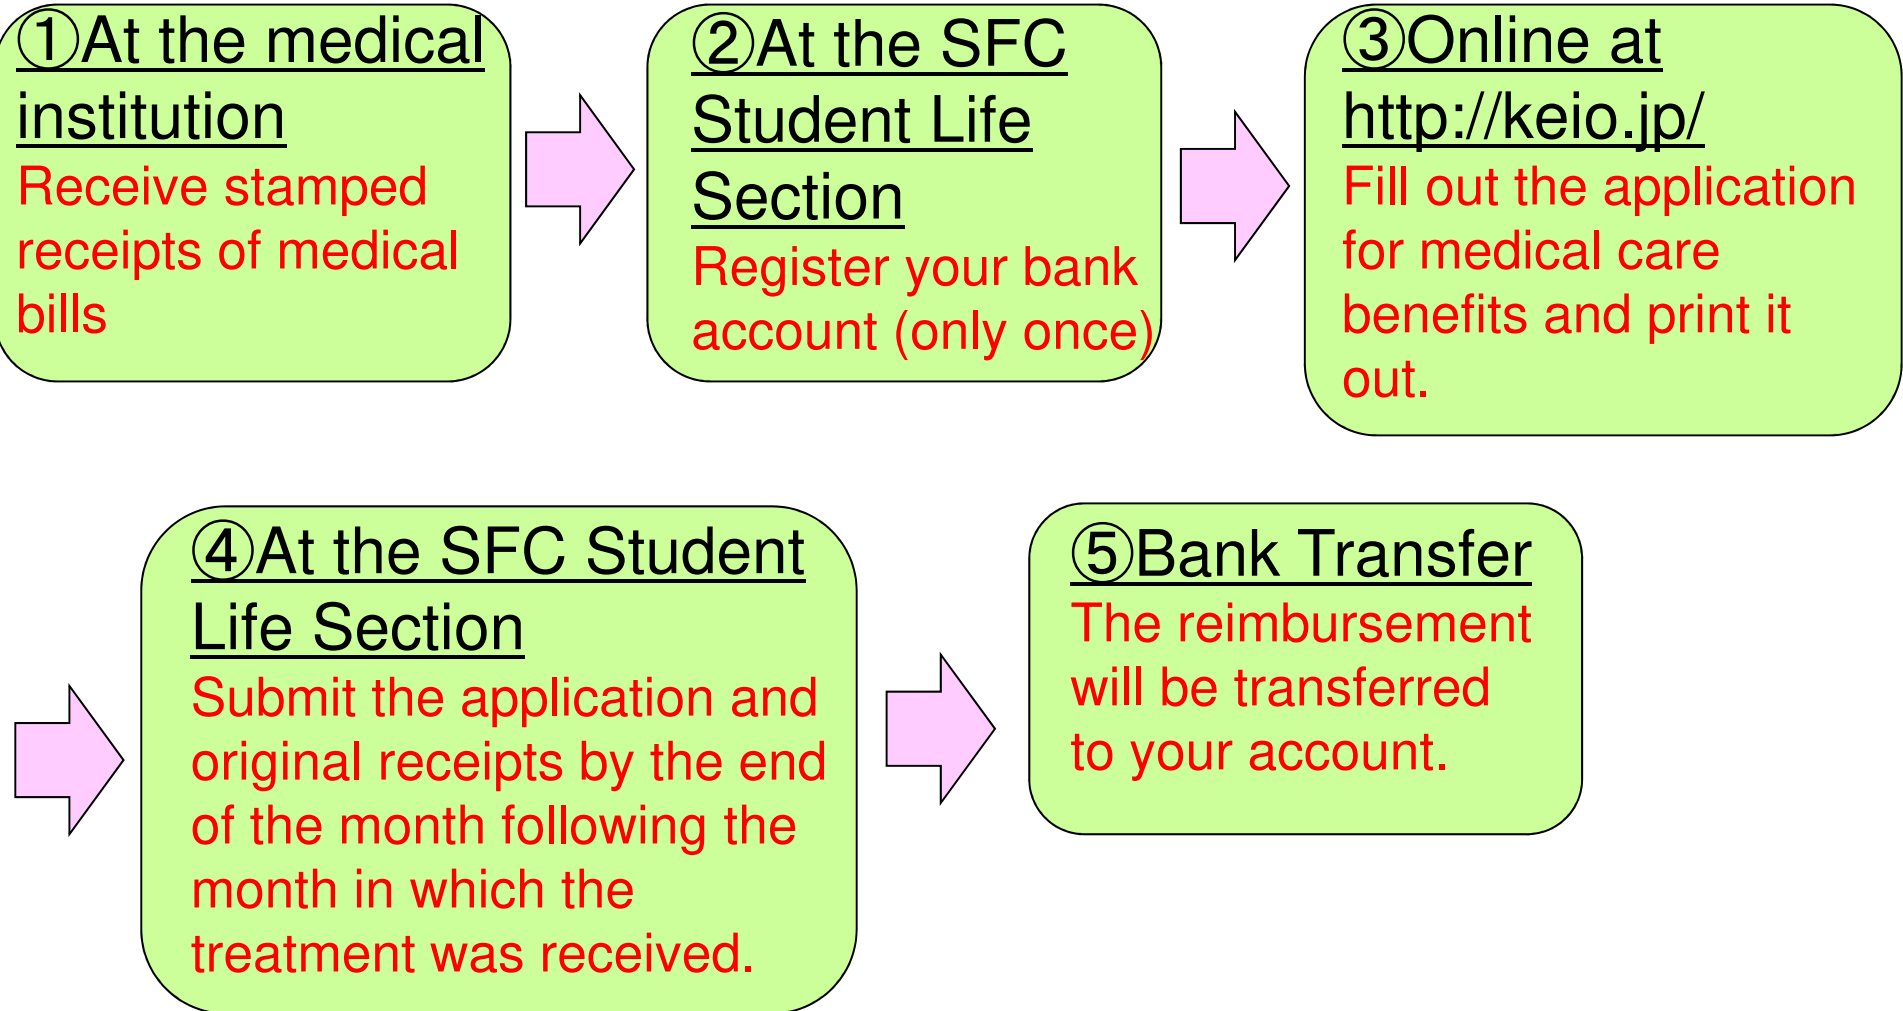 ①At the medical
institution
Receive stamped
receipts of medical
bills
②At the SFC
Student Life
Section
Register your bank
account (only once)
③Online at
http://keio.jp/
Fill out the application
for medical care
benefits and print it
out.
④At the SFC Student
Life Section
Submit the application and
original receipts by the end
of the month following the
month in which the
treatment was received.
⑤Bank Transfer
The reimbursement
will be transferred
to your account.